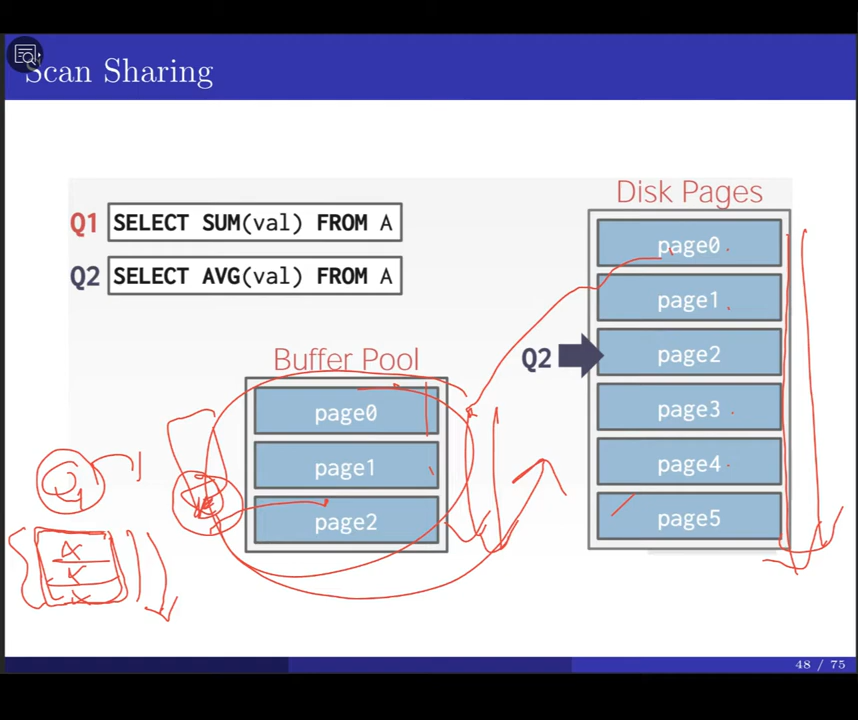 Scan Sharing
Q1 SELECT SUM(val) FROM A
Q2 SELECT AVG(val) FROM A
Disk Pages
page0
page1
Q2 page2
page3
page4
page5
Buffer Pool
page0
page1
page2
Q1
48 / 75